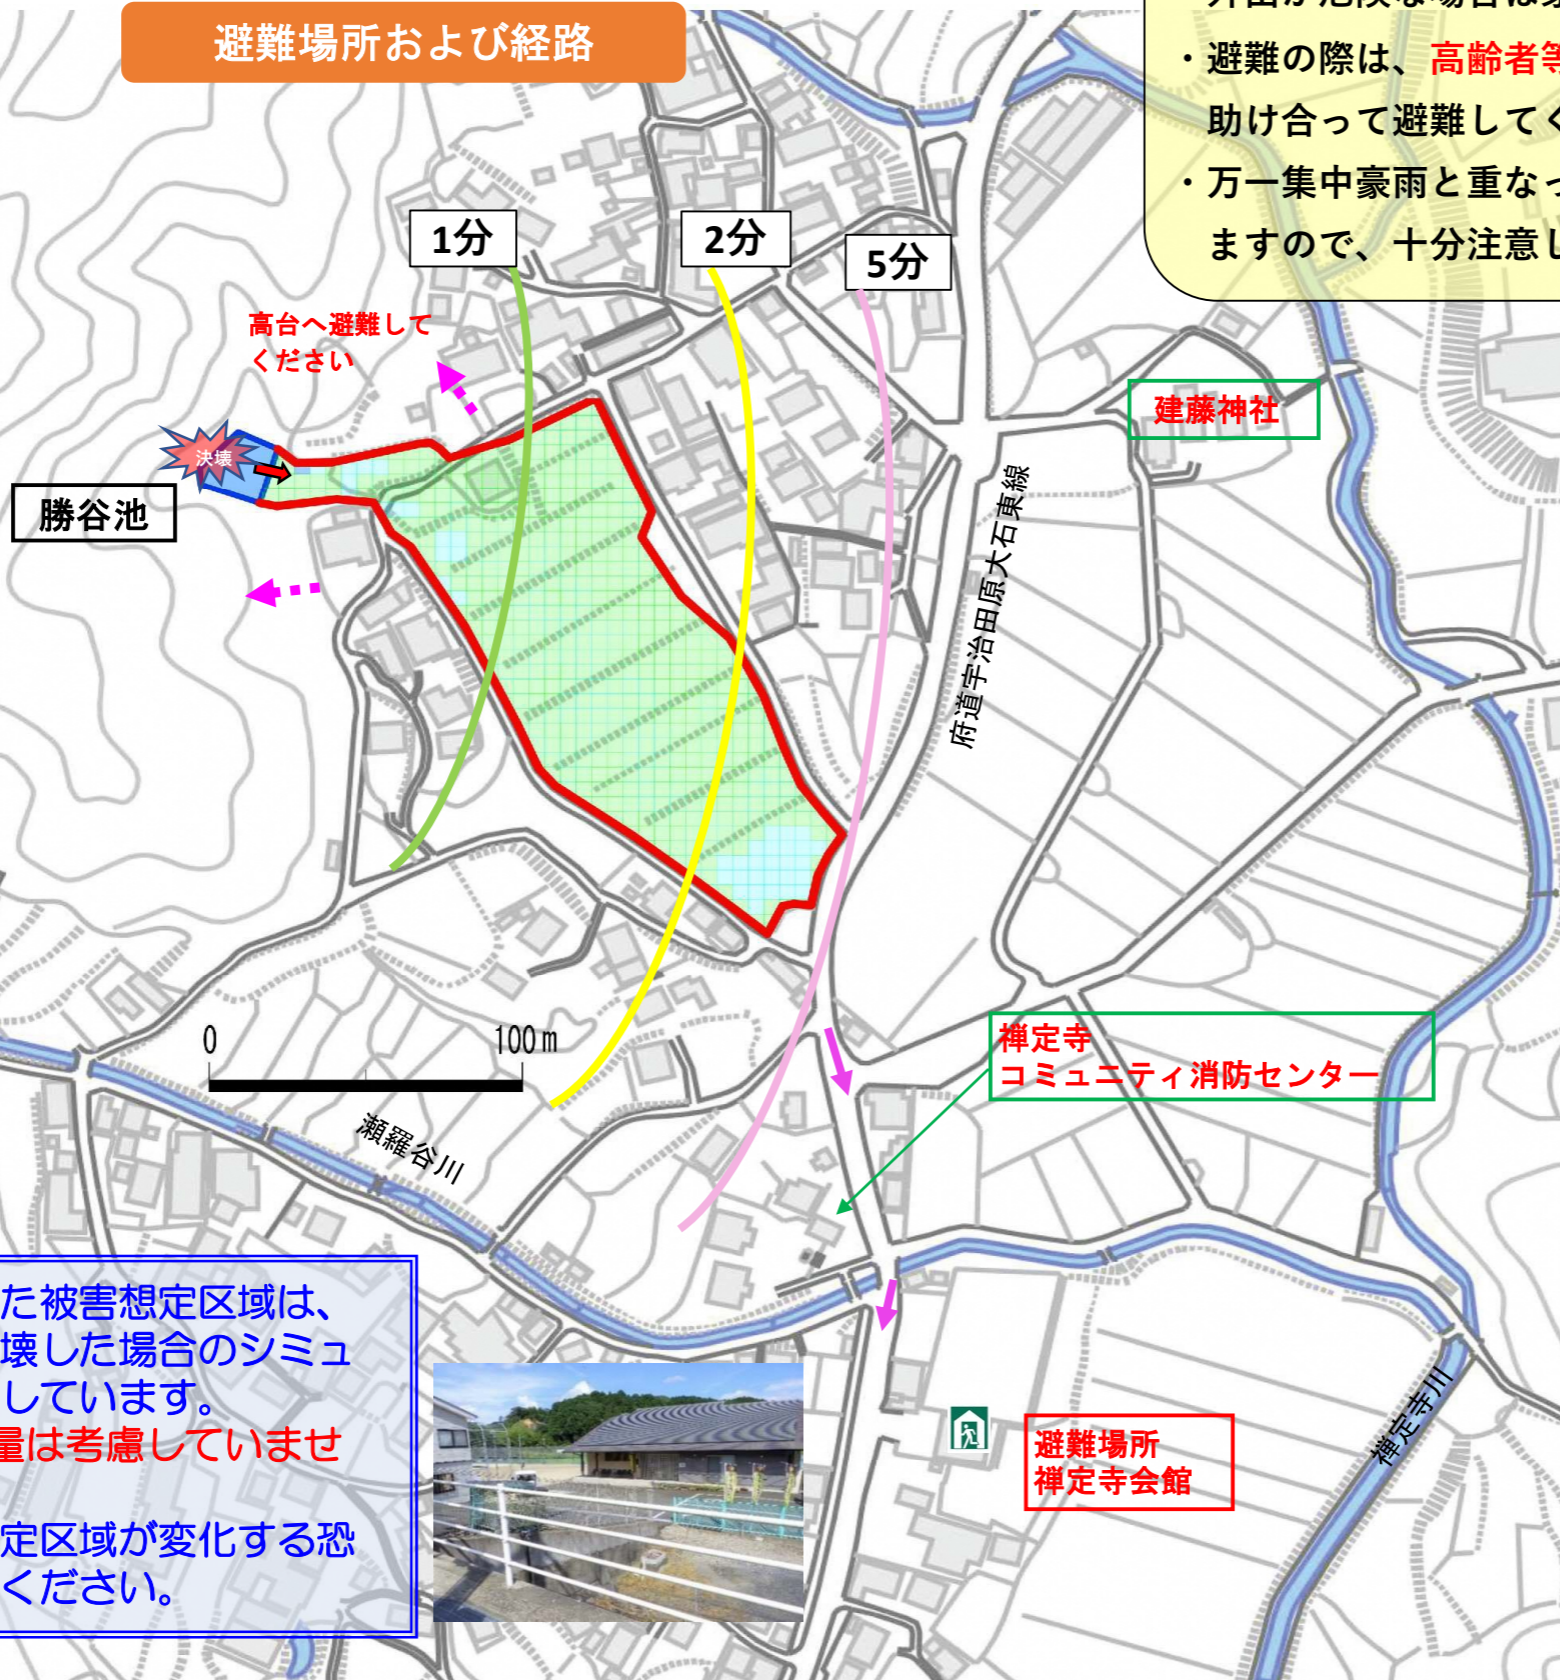 避難場所および経路
・避難の際は、高齢者等
助け合って避難してく
・万一集中豪雨と重なっ
ますので、十分注意し
1分
2分
5分
高台へ避難して
ください
決壊
勝谷池
建藤神社
府道宇治田原大石東線
0
100m
禅定寺
コミュニティ消防センター
瀬羅谷川
た被害想定区域は、
壊した場合のシミュ
しています。
量は考慮していませ
定区域が変化する恐
ください。
避難場所
禅定寺会館
禅定寺川